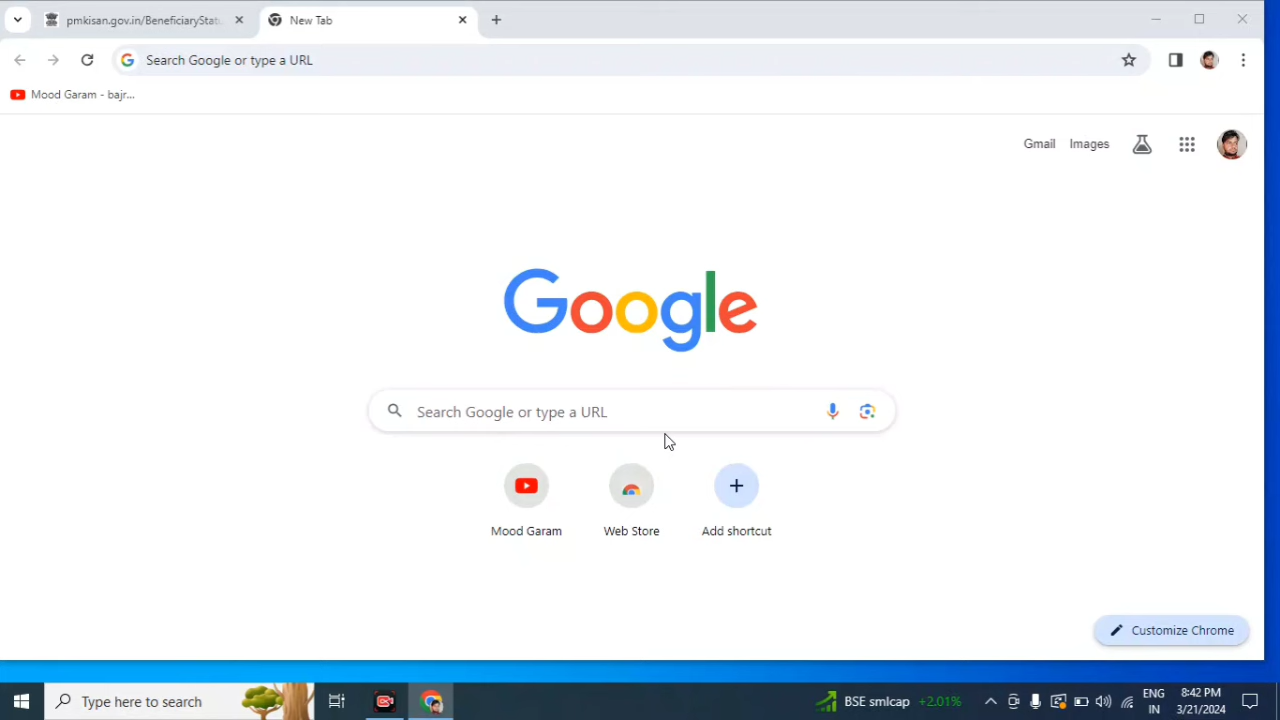 pmkisan.gov.in/BeneficiaryStatu
New Tab
Search Google or type a URL
Mood Garam - bajr...
Gmail
Images
Google
Search Google or type a URL
Mood Garam
Web Store
Add shortcut
Customize Chrome
Type here to search
BSE smlcap +2.01%
ENG
IN
8:42 PM
3/21/2024